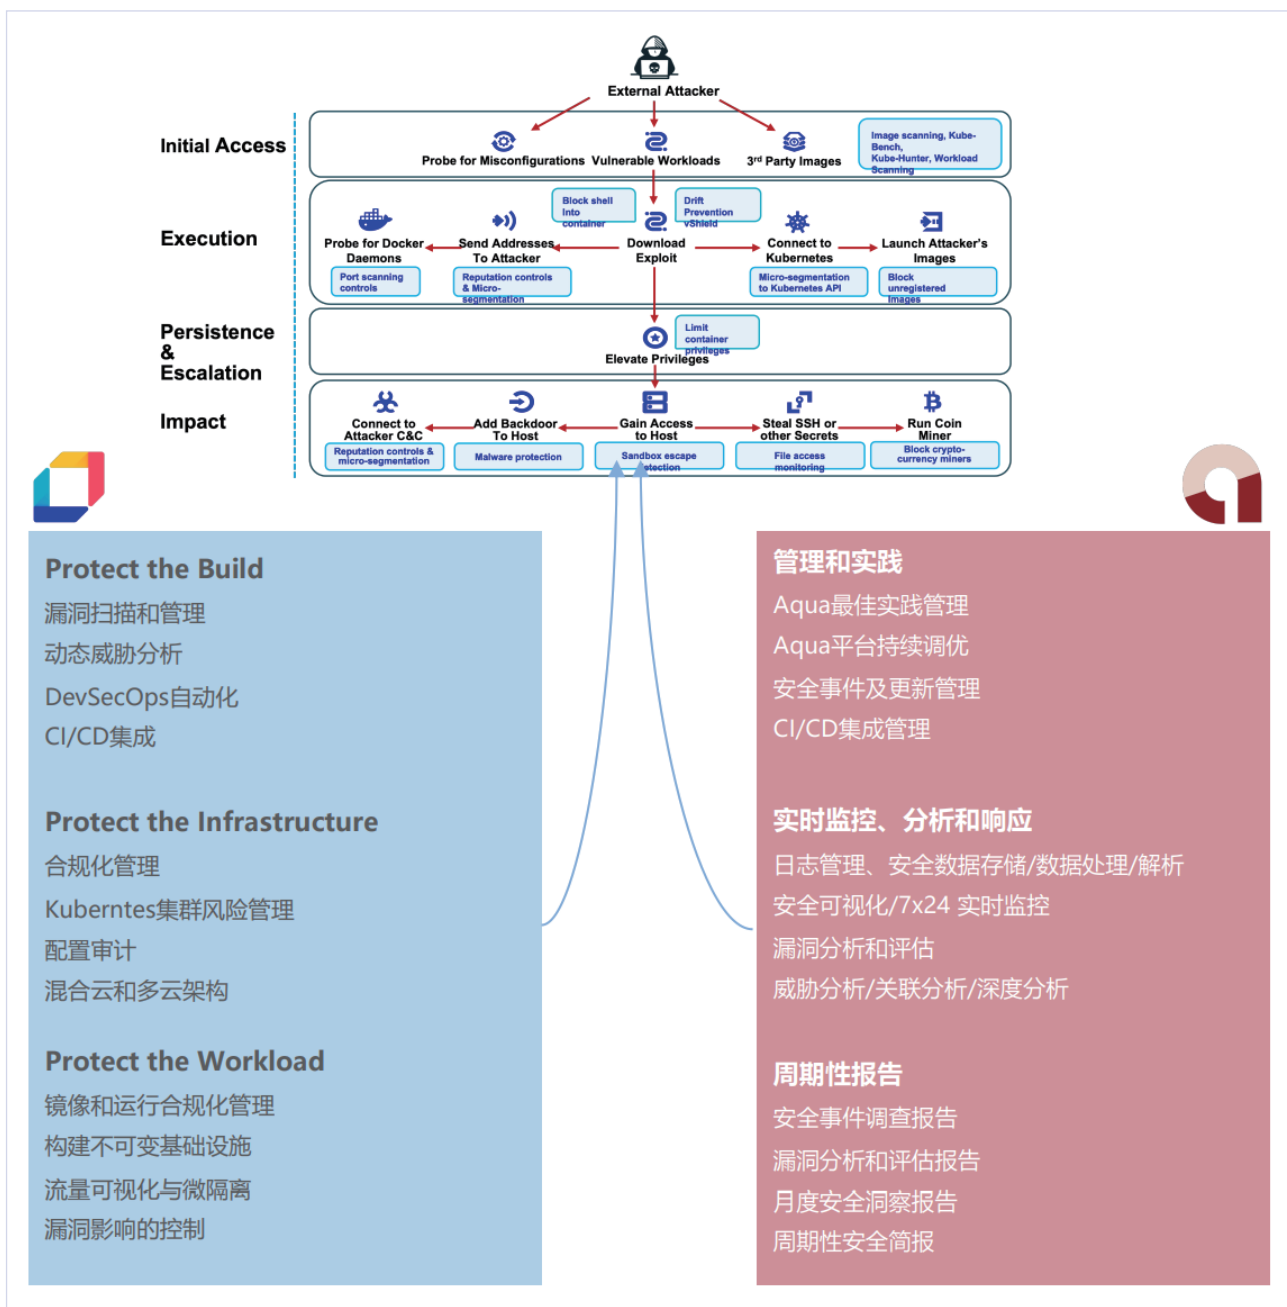 External Attacker
Initial Access
Probe for Misconfigurations
Vulnerable Workloads
3rd Party Images
Image scanning, Kube-
Bench,
Kube-Hunter, Workload
Scanning
Execution
Block shell
Into
container
Drift
Prevention
vShield
Probe for Docker
Daemons
Send Addresses
To Attacker
Download
Exploit
Connect to
Kubernetes
Launch Attacker's
Images
Port scanning
controls
Reputation controls
& Micro-
segmentation
Micro-segmentation
to Kubernetes API
Block
unregistered
Images
Persistence
&
Escalation
Limit
container
privileges
Elevate Privileges
Impact
Connect to
Attacker C&C
Add Backdoor
To Host
Gain Access
to Host
Steal SSH or
other Secrets
Run Coin
Miner
Reputation controls &
micro-segmentation
Malware protection
Sandbox escape
File access
monitoring
Block crypto-
currency miners
Protect the Build
漏洞扫描和管理
动态威胁分析
DevSecOps自动化
CI/CD集成
Protect the Infrastructure
合规化管理
Kuberntes集群风险管理
配置审计
混合云和多云架构
Protect the Workload
镜像和运行合规化管理
构建不可变基础设施
流量可视化与微隔离
漏洞影响的控制
管理和实践
Aqua最佳实践管理
Aqua平台持续调优
安全事件及更新管理
CI/CD集成管理
实时监控、分析和响应
日志管理、安全数据存储/数据处理/解析
安全可视化/7x24 实时监控
漏洞分析和评估
威胁分析/关联分析/深度分析
周期性报告
安全事件调查报告
漏洞分析和评估报告
月度安全洞察报告
周期性安全简报